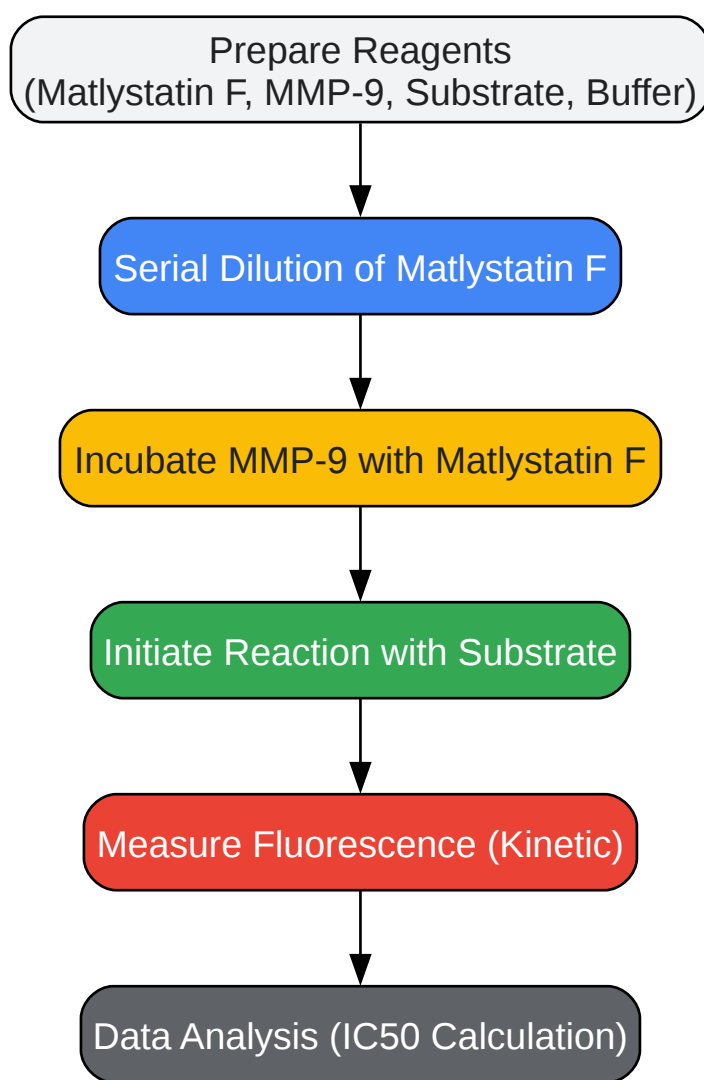 Prepare Reagents
(Matlystatin F, MMP-9, Substrate, Buffer)
Serial Dilution of Matlystatin F
Incubate MMP-9 with Matlystatin F
Initiate Reaction with Substrate
Measure Fluorescence (Kinetic)
Data Analysis (IC50 Calculation)